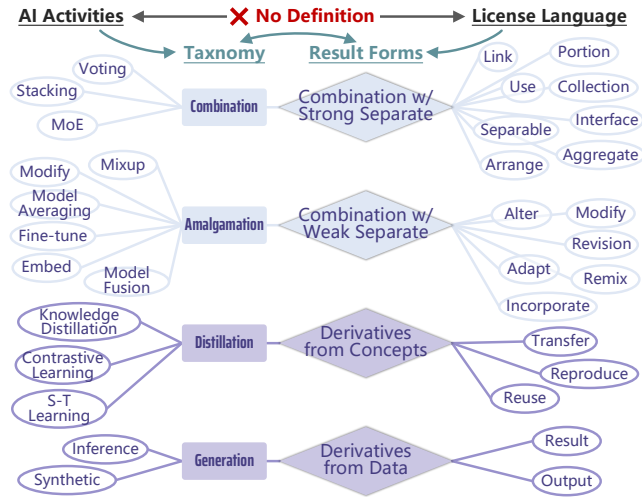 AI Activities
No Definition
License Language
Taxnomy
Result Forms
Voting
Stacking
MoE
Combination
Combination w/
Strong Separate
Link
Portion
Use
Collection
Interface
Separable
Aggregate
Arrange
Mixup
Modify
Model
Averaging
Fine-tune
Embed
Model
Fusion
Amalgamation
Combination w/
Weak Separate
Alter
Modify
Revision
Adapt
Remix
Incorporate
Knowledge
Distillation
Contrastive
Learning
S-T
Learning
Distillation
Derivatives
from Concepts
Transfer
Reproduce
Reuse
Inference
Synthetic
Generation
Derivatives
from Data
Result
Output